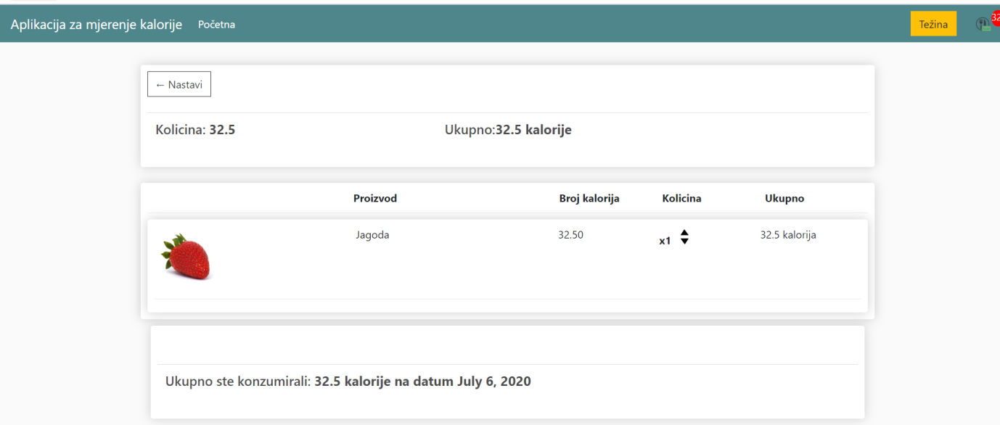 Aplikacija za mjerenje kalorije Početna Težina 32
← Nastavi
Kolicina: 32.5 Ukupno:32.5 kalorije
Proizvod Broj kalorija Kolicina Ukupno
Jagoda 32.50 x1 32.5 kalorija
Ukupno ste konzumirali: 32.5 kalorije na datum July 6, 2020